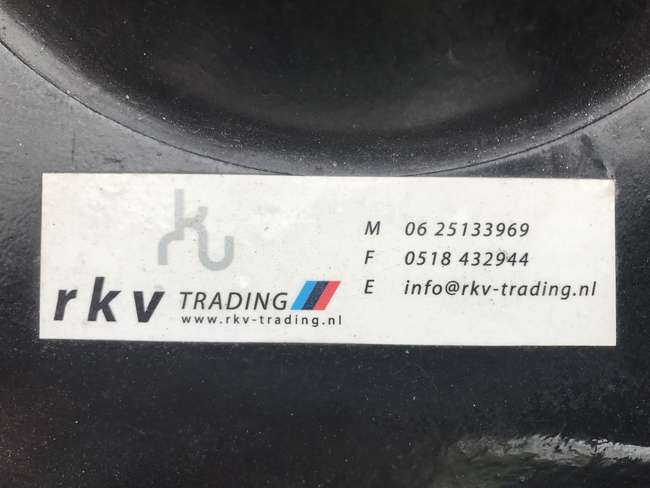 rkv TRADING
www.rkv-trading.nl
M 06 25133969
F 0518 432944
E info@rkv-trading.nl